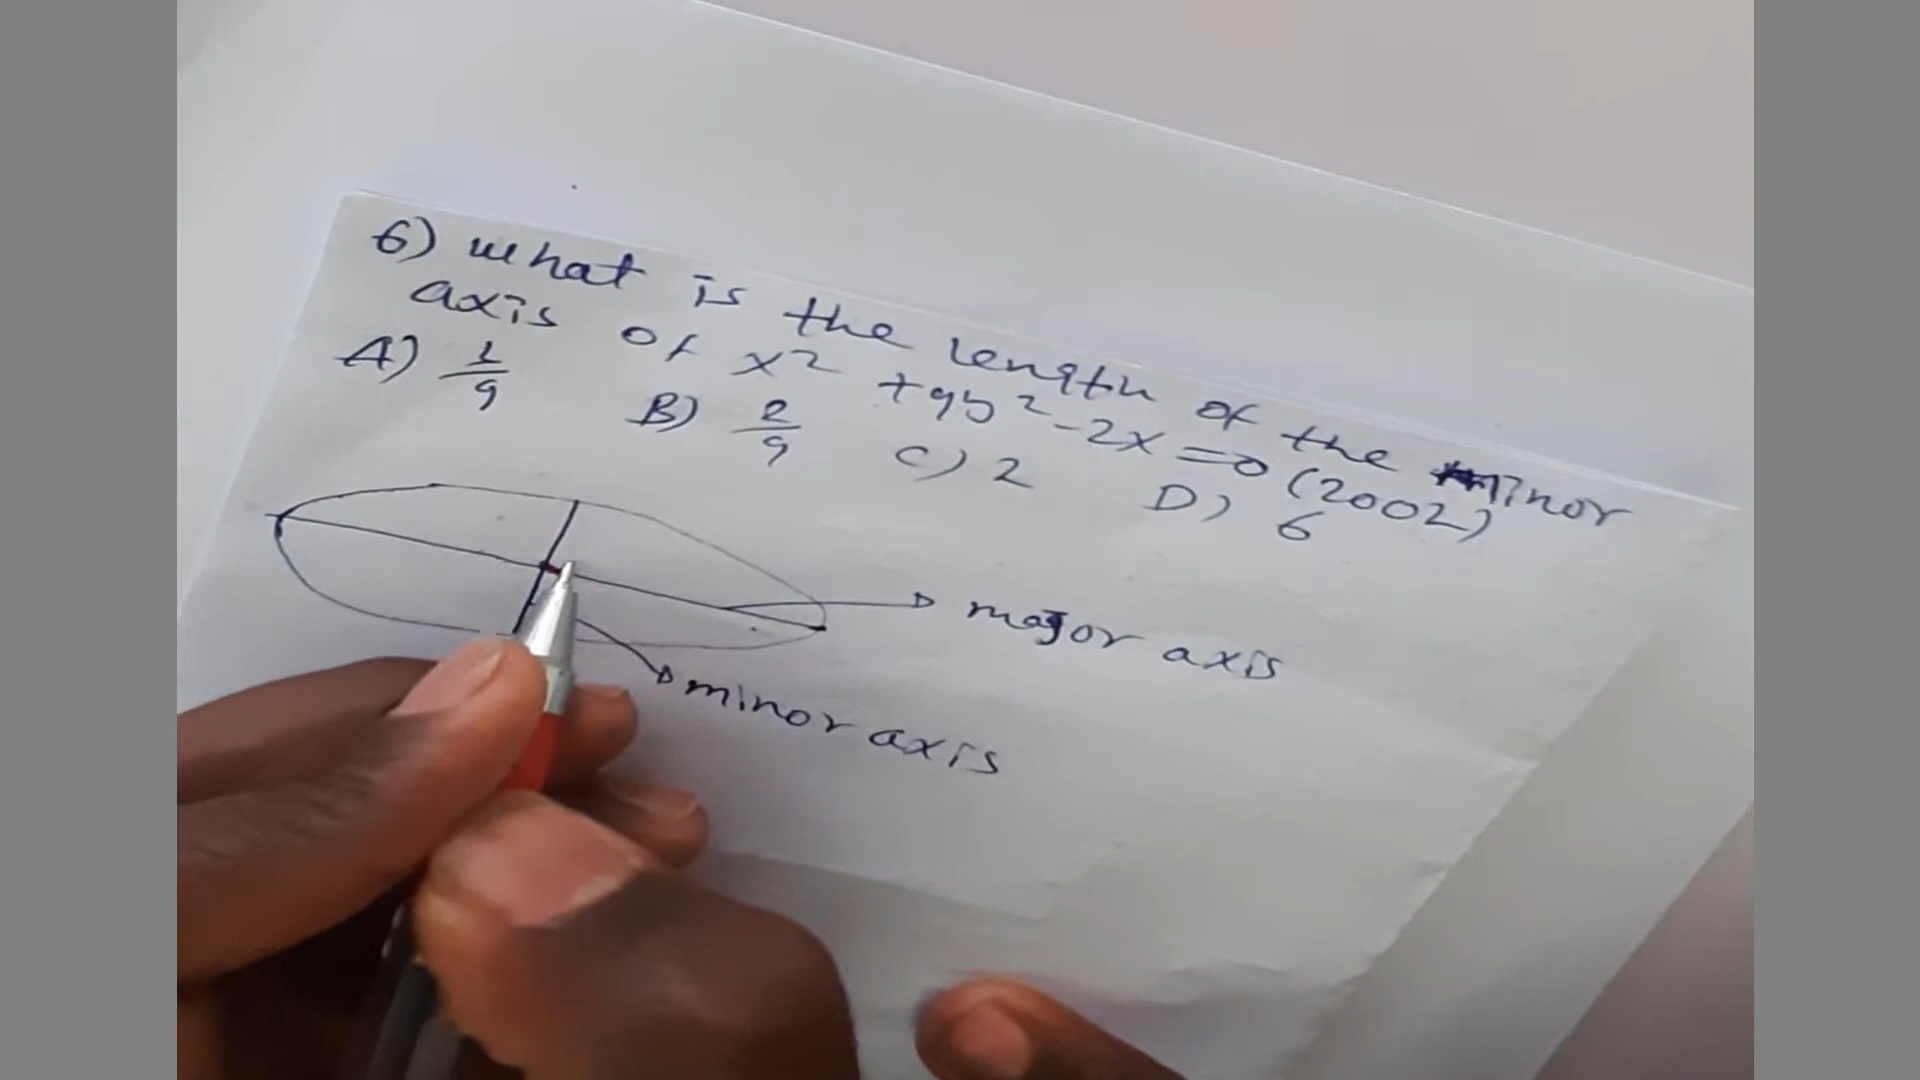 6) What is the length of the minor
axis of x² + 9y² - 2x = 0 (2002)
A) 1/9 B) 2/9 C) 2 D) 6
major axis
minor axis